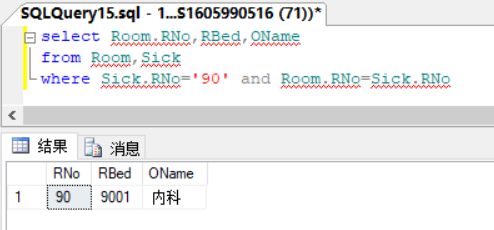 SQLQuery15.sql - 1...S1605990516 (71))*
select Room.RNo,RBed,OName
from Room,Sick
where Sick.RNo='90' and Room.RNo=Sick.RNo
结果 消息
RNo RBed OName
1 90 9001 内科